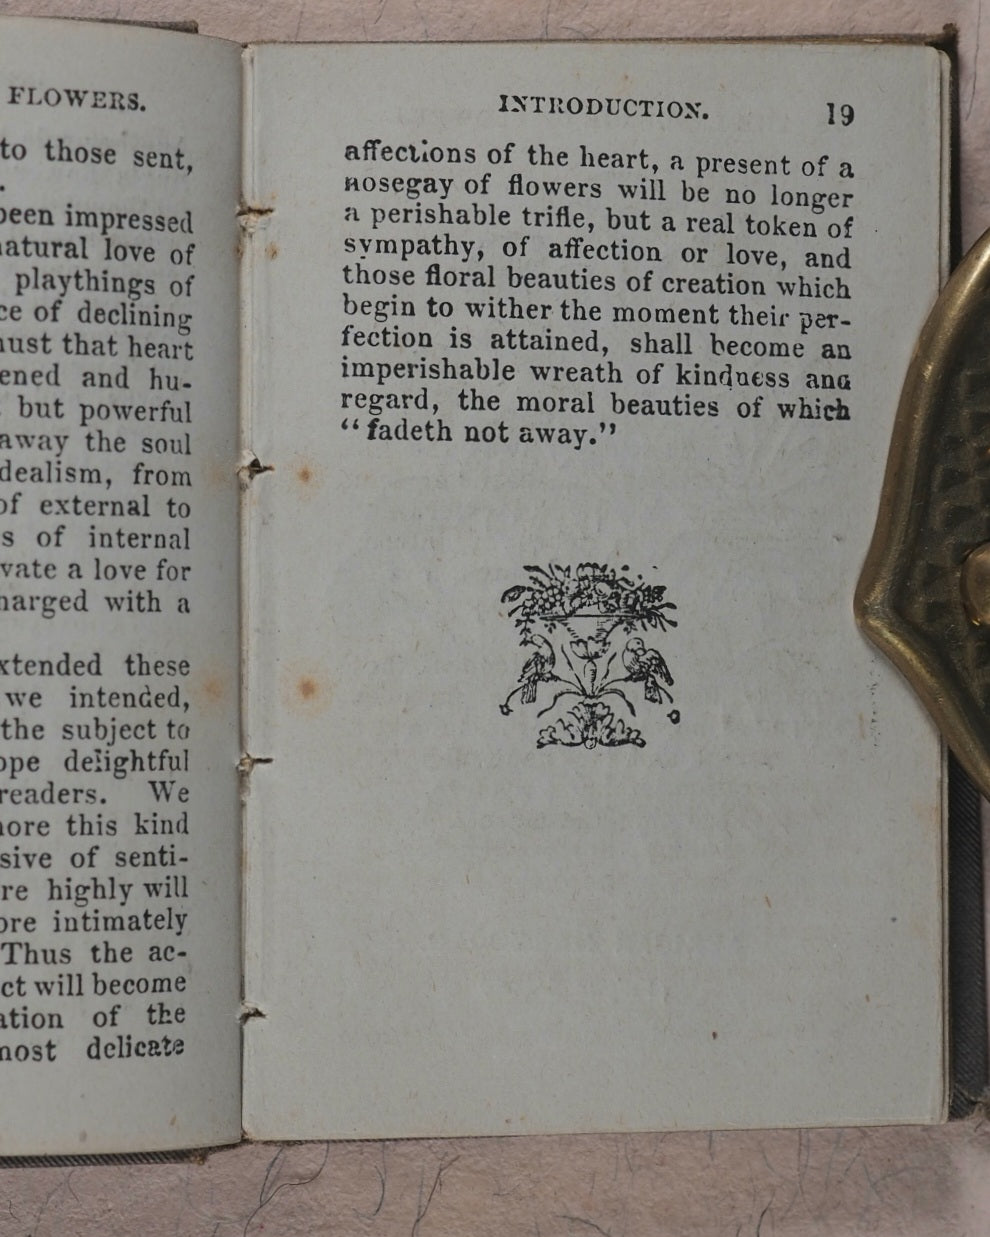 FLOWERS.
to those sent,
been impressed
natural love of
playthings of
ce of declining
must that heart
ened and hu-
but powerful
away the soul
dealism, from
of external to
s of internal
vate a love for
harged with a
xtended these
we intended,
the subject to
ope delightful
readers. We
more this kind
sive of senti-
re highly will
ore intimately
Thus the ac-
ct will become
ation of the
most delicate
INTRODUCTION. 19
affections of the heart, a present of a
nosegay of flowers will be no longer
a perishable trifle, but a real token of
sympathy, of affection or love, and
those floral beauties of creation which
begin to wither the moment their per-
fection is attained, shall become an
imperishable wreath of kindness and
regard, the moral beauties of which
“fadeth not away.”